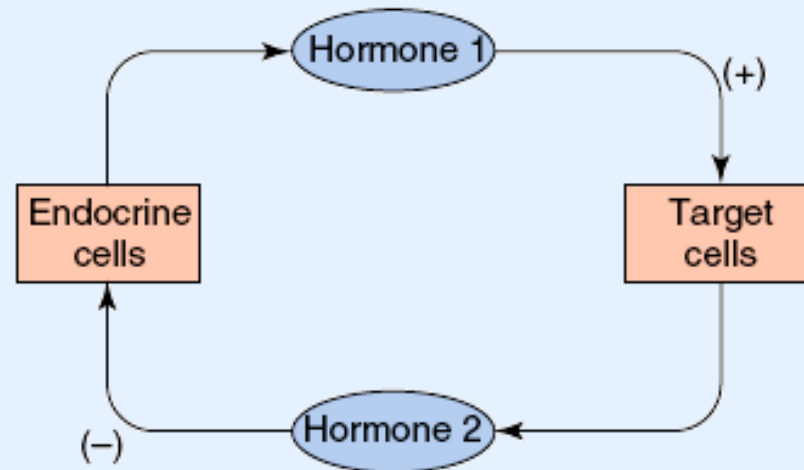 Hormone 1
(+)
Endocrine
cells
Target
cells
Hormone 2
(–)